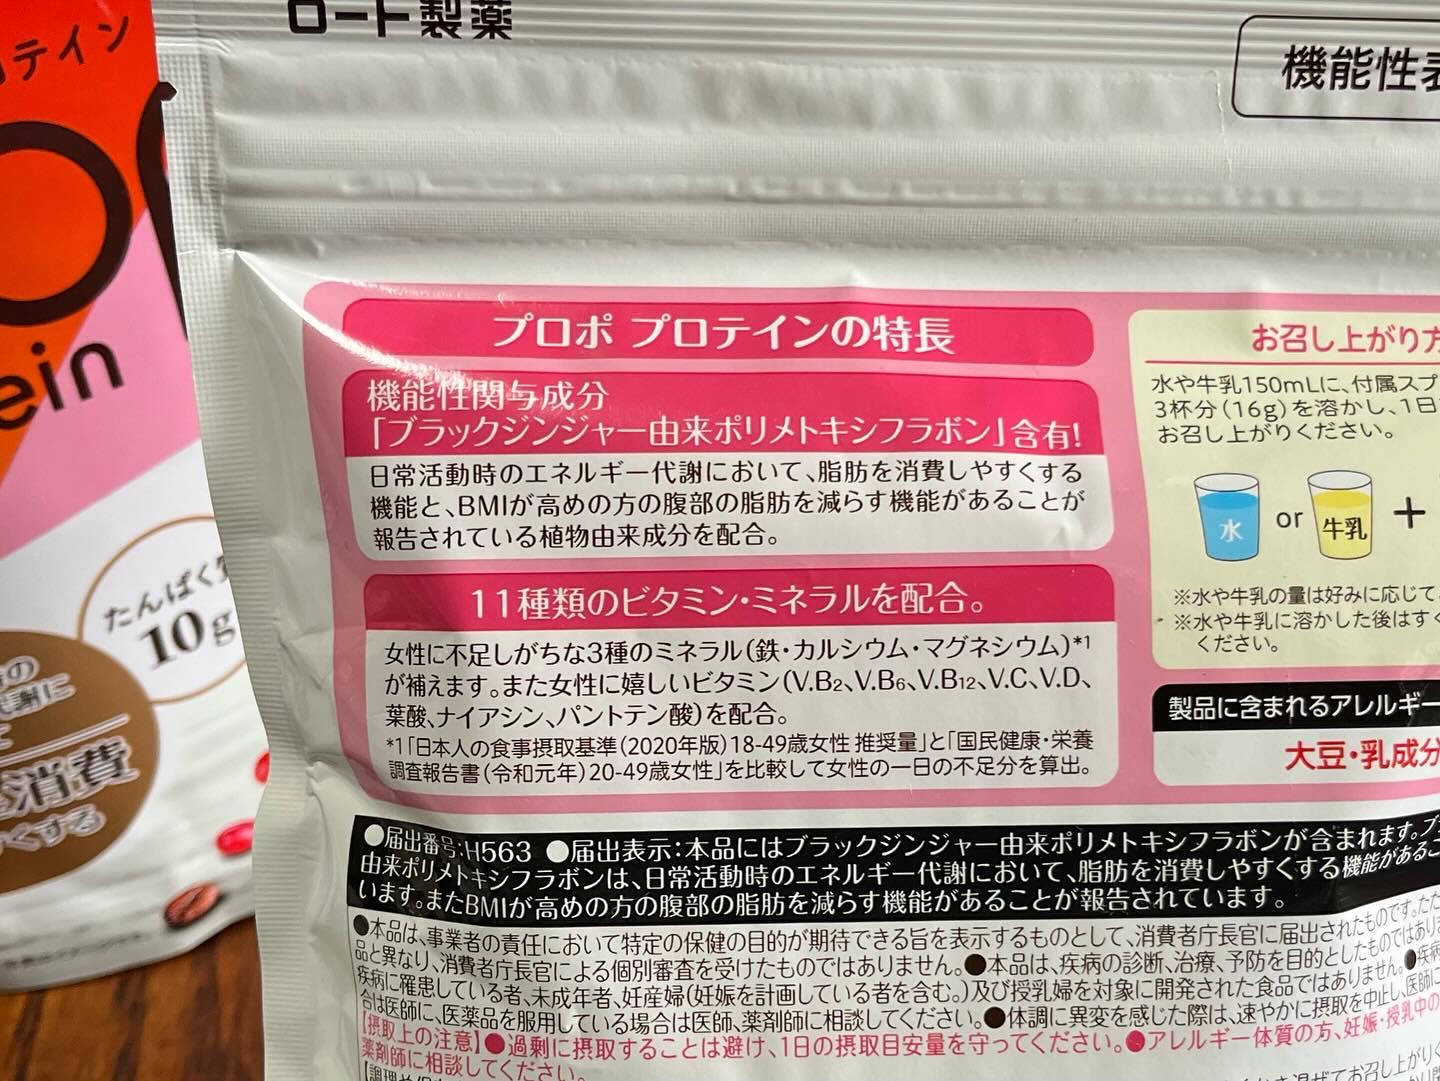 ロート製薬
機能性表
テイン
ein
たんぱく
10g
消費
くする
プロポ プロテインの特長
機能性関与成分
「ブラックジンジャー由来ポリメトキシフラボン」含有!
日常活動時のエネルギー代謝において、脂肪を消費しやすくする
機能と、BMIが高めの方の腹部の脂肪を減らす機能があることが
報告されている植物由来成分を配合。
11種類のビタミン・ミネラルを配合。
女性に不足しがちな3種のミネラル(鉄・カルシウム・マグネシウム)*1
が補えます。また女性に嬉しいビタミン(V.B2、V.B6、V.B12、V.C、V.D、
葉酸、ナイアシン、パントテン酸)を配合。
*1「日本人の食事摂取基準(2020年版)18-49歳女性 推奨量」と「国民健康・栄養
調査報告書(令和元年)20-49歳女性」を比較して女性の一日の不足分を算出。
お召し上がり方
水や牛乳150mLに、付属スプ
3杯分(16g)を溶かし、1日
お召し上がりください。
水 or 牛乳 +
※水や牛乳の量は好みに応じて
※水や牛乳に溶かした後はすぐ
ください。
製品に含まれるアレルギー
大豆・乳成分
●届出番号:H563 ●届出表示:本品にはブラックジンジャー由来ポリメトキシフラボンが含まれます。ブ
由来ポリメトキシフラボンは、日常活動時のエネルギー代謝において、脂肪を消費しやすくする機能があるこ
います。またBMIが高めの方の腹部の脂肪を減らす機能があることが報告されています。
●本品は、事業者の責任において特定の保健の目的が期待できる旨を表示するものとして、消費者庁長官に届出されたものです。ただ
品と異なり、消費者庁長官による個別審査を受けたものではありません。●本品は、疾病の診断、治療、予防を目的としたものではあり
疾病に罹患している者、未成年者、妊産婦(妊娠を計画している者を含む。)及び授乳婦を対象に開発された食品ではありません。●疾病
合は医師に、医薬品を服用している場合は医師、薬剤師に相談してください。●体調に異変を感じた際は、速やかに摂取を中止し、医師に
【摂取上の注意】●過剰に摂取することは避け、1日の摂取目安量を守ってください。●アレルギー体質の方、妊娠・授乳中の
薬剤師に相談してください。